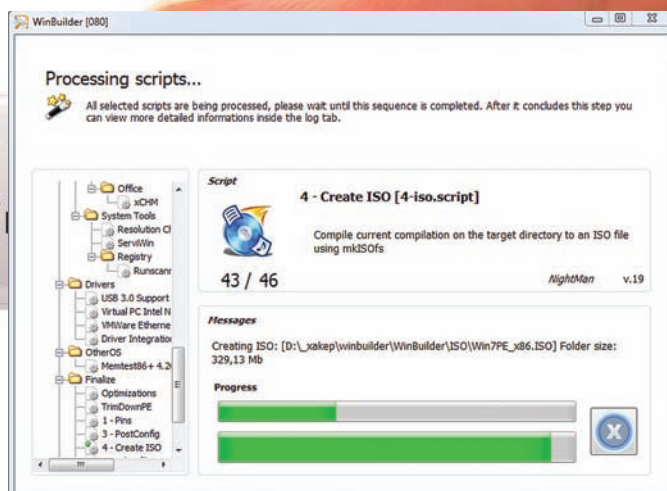 WinBuilder [080]
Processing scripts...
All selected scripts are being processed, please wait until this sequence is completed. After it concludes this step you
can view more detailed informations inside the log tab.
Office
xCHM
System Tools
Resolution
ServiWin
Registry
Runscann
Drivers
USB 3.0 Support
Virtual PC Intel N
VMWare Etherne
Driver Integration
OtherOS
Memtest86+ 4.2
Finalize
Optimizations
TrimDownPE
1 - Pins
3 - PostConfig
4 - Create ISO
Script
4 - Create ISO [4-iso.script]
Compile current compilation on the target directory to an ISO file
using mkISOfs
43 / 46
NightMan v.19
Messages
Creating ISO: [D:\_xakep\winbuilder\WinBuilder\ISO\Win7PE_x86.ISO] Folder size:
329,13 Mb
Progress